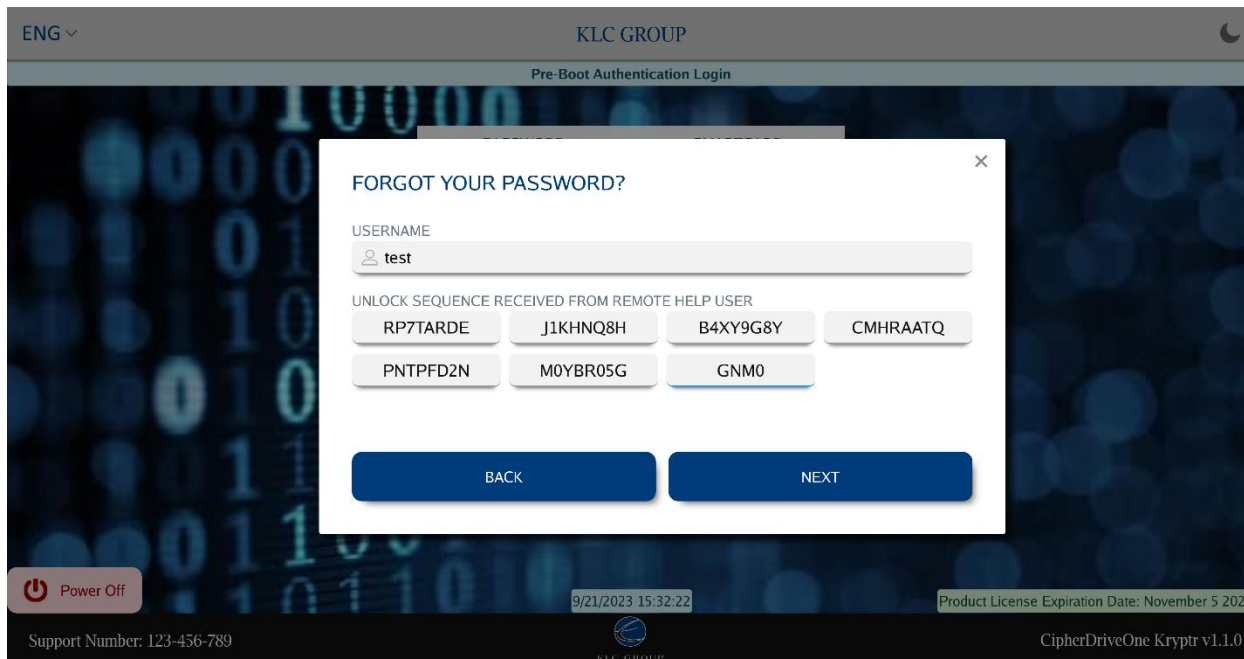 ENG
KLC GROUP
Pre-Boot Authentication Login
FORGOT YOUR PASSWORD?
USERNAME
test
UNLOCK SEQUENCE RECEIVED FROM REMOTE HELP USER
RP7TARDE J1KHNQ8H B4XY9G8Y CMHRAATQ
PNTPFD2N M0YBR05G GNM0
BACK NEXT
Power Off
9/21/2023 15:32:22
Product License Expiration Date: November 5 202
Support Number: 123-456-789
KLC GROUP
CipherDriveOne Kryptr v1.1.0